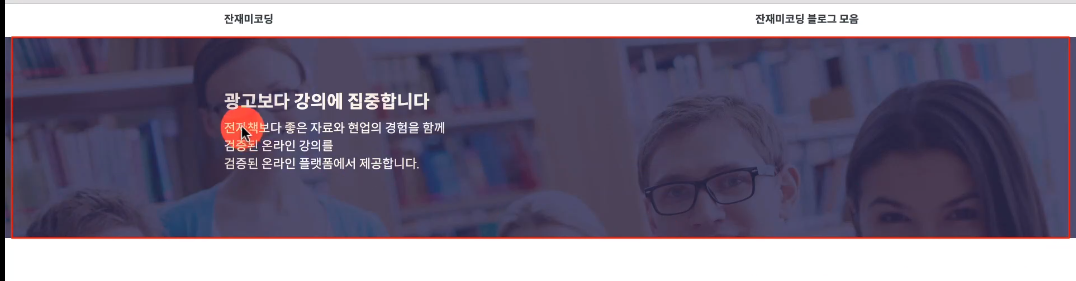 잔재미코딩
잔재미코딩 블로그 모음
광고보다 강의에 집중합니다
전자책보다 좋은 자료와 현업의 경험을 함께
검증된 온라인 강의를
검증된 온라인 플랫폼에서 제공합니다.